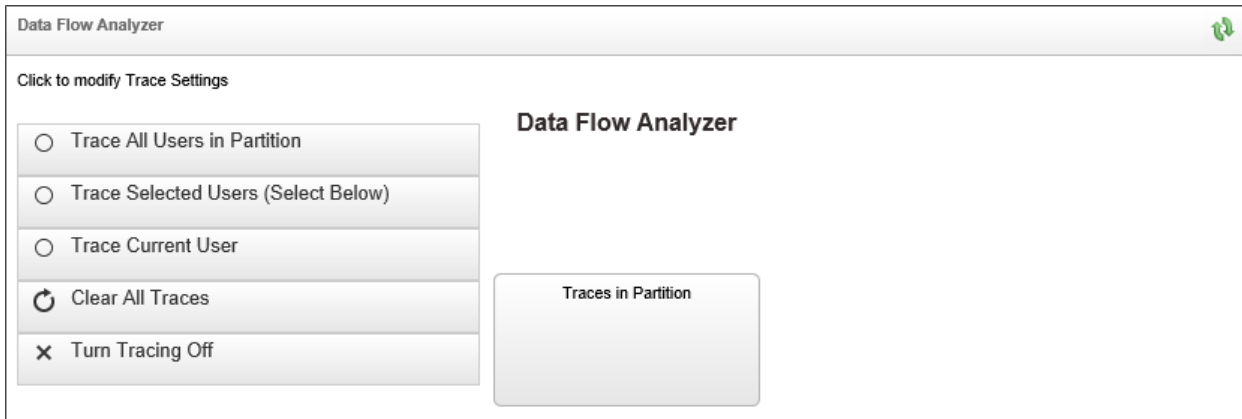 Data Flow Analyzer
Click to modify Trace Settings
Trace All Users in Partition
Trace Selected Users (Select Below)
Trace Current User
Clear All Traces
Turn Tracing Off
Data Flow Analyzer
Traces in Partition